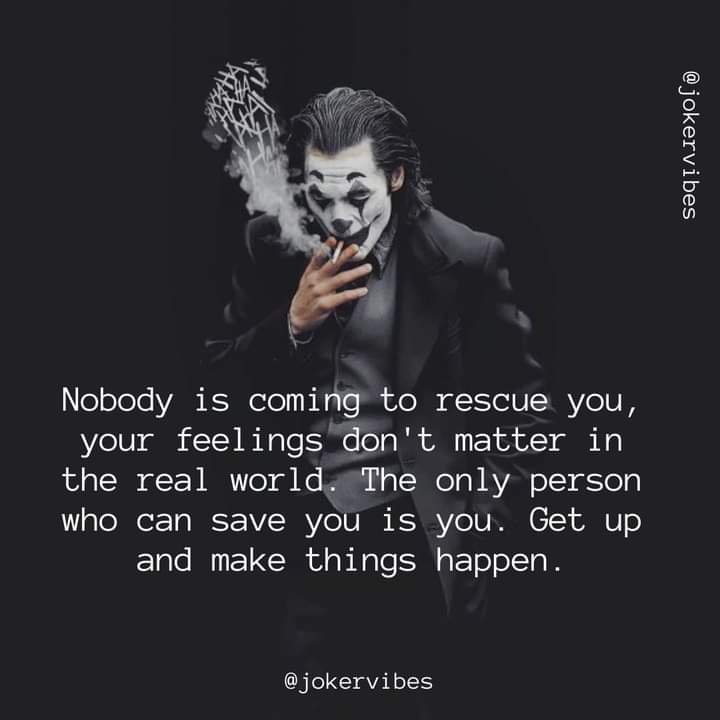 @jokervibes
Nobody is coming to rescue you,
your feelings don't matter in
the real world. The only person
who can save you is you. Get up
and make things happen.
@jokervibes